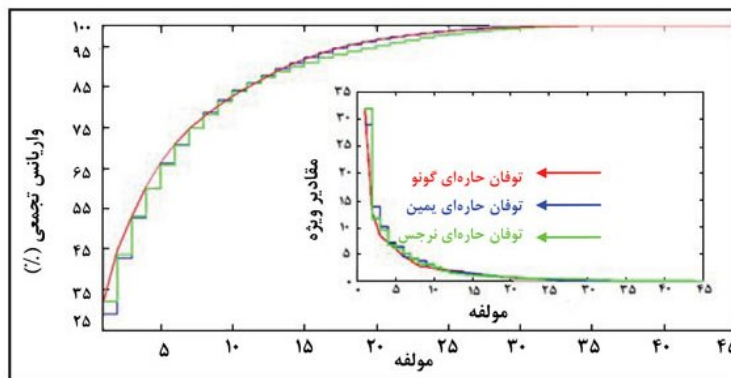 واریانس تجمعی (٪)
۱۰۰
۹۵
۸۵
۷۵
۶۵
۵۵
۴۵
۳۵
۲۵
۵ ۱۰ ۱۵ ۲۰ ۲۵ ۳۰ ۳۵ ۴۰ ۴۵
مولفه
مقادیر ویژه
۳۵
۳۰
۲۵
۲۰
۱۵
۱۰
۵
۰
توفان حاره‌ای گونو
توفان حاره‌ای یمین
توفان حاره‌ای نرجس
۰ ۵ ۱۰ ۱۵ ۲۰ ۲۵ ۳۰ ۳۵ ۴۰ ۴۵
مولفه